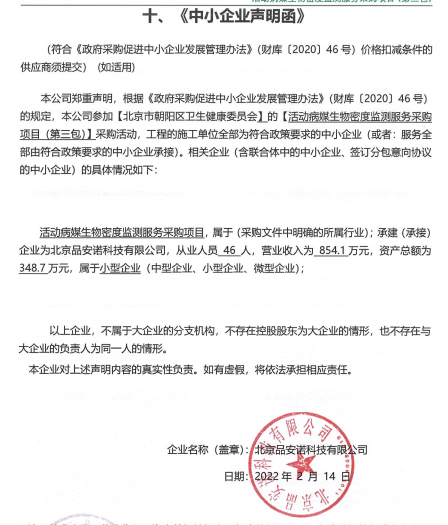 十、《中小企业声明函》
（符合《政府采购促进中小企业发展管理办法》（财库〔2020〕46 号）价格扣减条件的
供应商须提交）（如适用）
本公司郑重声明，根据《政府采购促进中小企业发展管理办法》（财库〔2020〕46 号）
的规定，本公司参加【北京市朝阳区卫生健康委员会】的【活动病媒生物密度监测服务采购
项目（第三包）】采购活动，工程的施工单位全部为符合政策要求的中小企业（或者：服务全
部由符合政策要求的中小企业承接）。相关企业（含联合体中的中小企业、签订分包意向协议
的中小企业）的具体情况如下：
活动病媒生物密度监测服务采购项目，属于（采购文件中明确的所属行业）；承建（承接）
企业为北京品安诺科技有限公司，从业人员 46 人，营业收入为 854.1 万元，资产总额为
348.7 万元，属于小型企业（中型企业、小型企业、微型企业）；
以上企业，不属于大企业的分支机构，不存在控股股东为大企业的情形，也不存在与
大企业的负责人为同一人的情形。
本企业对上述声明内容的真实性负责。如有虚假，将依法承担相应责任。
企业名称（盖章）：北京品安诺科技有限公司
日期：2022 年 2 月 14 日